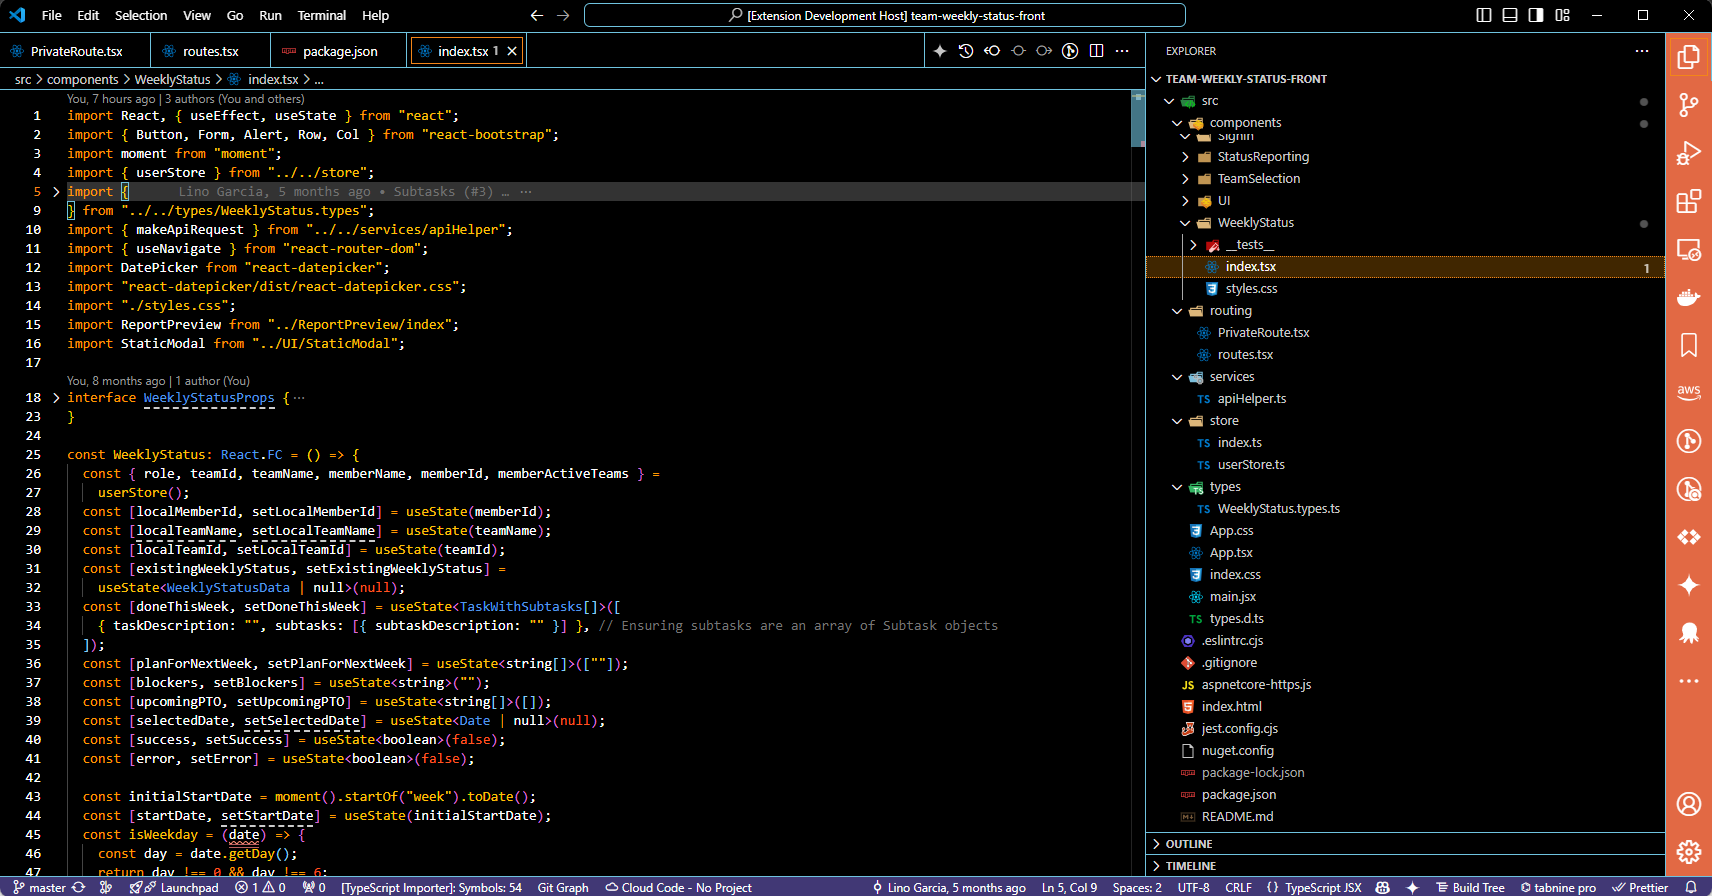 File Edit Selection View Go Run Terminal Help
[Extension Development Host] team-weekly-status-front
PrivateRoute.tsx routes.tsx package.json index.tsx 1
src > components > WeeklyStatus > index.tsx > ...
You, 7 hours ago | 3 authors (You and others)
1 import React, { useEffect, useState } from "react";
2 import { Button, Form, Alert, Row, Col } from "react-bootstrap";
3 import moment from "moment";
4 import { userStore } from "../../store";
5 import { Lino Garcia, 5 months ago • Subtasks (#3) … ⋯
9 } from "../../types/WeeklyStatus.types";
10 import { makeApiRequest } from "../../services/apiHelper";
11 import { useNavigate } from "react-router-dom";
12 import DatePicker from "react-datepicker";
13 import "react-datepicker/dist/react-datepicker.css";
14 import "./styles.css";
15 import ReportPreview from "../ReportPreview/index";
16 import StaticModal from "../UI/StaticModal";
17
You, 8 months ago | 1 author (You)
18 interface WeeklyStatusProps { ⋯
23 }
24
25 const WeeklyStatus: React.FC = () => {
26 const { role, teamId, teamName, memberName, memberId, memberActiveTeams } =
27 userStore();
28 const [localMemberId, setLocalMemberId] = useState(memberId);
29 const [localTeamName, setLocalTeamName] = useState(teamName);
30 const [localTeamId, setLocalTeamId] = useState(teamId);
31 const [existingWeeklyStatus, setExistingWeeklyStatus] =
32 useState<WeeklyStatusData | null>(null);
33 const [doneThisWeek, setDoneThisWeek] = useState<TaskWithSubtasks[]>([
34 { taskDescription: "", subtasks: [{ subtaskDescription: "" }] }, // Ensuring subtasks are an array of Subtask objects
35 ]);
36 const [planForNextWeek, setPlanForNextWeek] = useState<string[]>([""]);
37 const [blockers, setBlockers] = useState<string>("");
38 const [upcomingPTO, setUpcomingPTO] = useState<string[]>([]);
39 const [selectedDate, setSelectedDate] = useState<Date | null>(null);
40 const [success, setSuccess] = useState<boolean>(false);
41 const [error, setError] = useState<boolean>(false);
42
43 const initialStartDate = moment().startOf("week").toDate();
44 const [startDate, setStartDate] = useState(initialStartDate);
45 const isWeekday = (date) => {
46 const day = date.getDay();
47 return day !== 0 && day !== 6;
EXPLORER
TEAM-WEEKLY-STATUS-FRONT
src
components
SignIn
StatusReporting
TeamSelection
UI
WeeklyStatus
__tests__
index.tsx 1
styles.css
routing
PrivateRoute.tsx
routes.tsx
services
TS apiHelper.ts
store
TS index.ts
TS userStore.ts
types
TS WeeklyStatus.types.ts
App.css
App.tsx
index.css
main.jsx
TS types.d.ts
.eslintrc.cjs
.gitignore
JS aspnetcore-https.js
index.html
jest.config.cjs
nuget.config
package-lock.json
package.json
README.md
OUTLINE
TIMELINE
aws
master Launchpad 1 0 0 [TypeScript Importer]: Symbols: 54 Git Graph Cloud Code - No Project Lino Garcia, 5 months ago Ln 5, Col 9 Spaces: 2 UTF-8 CRLF {} TypeScript JSX Build Tree tabnine pro Prettier